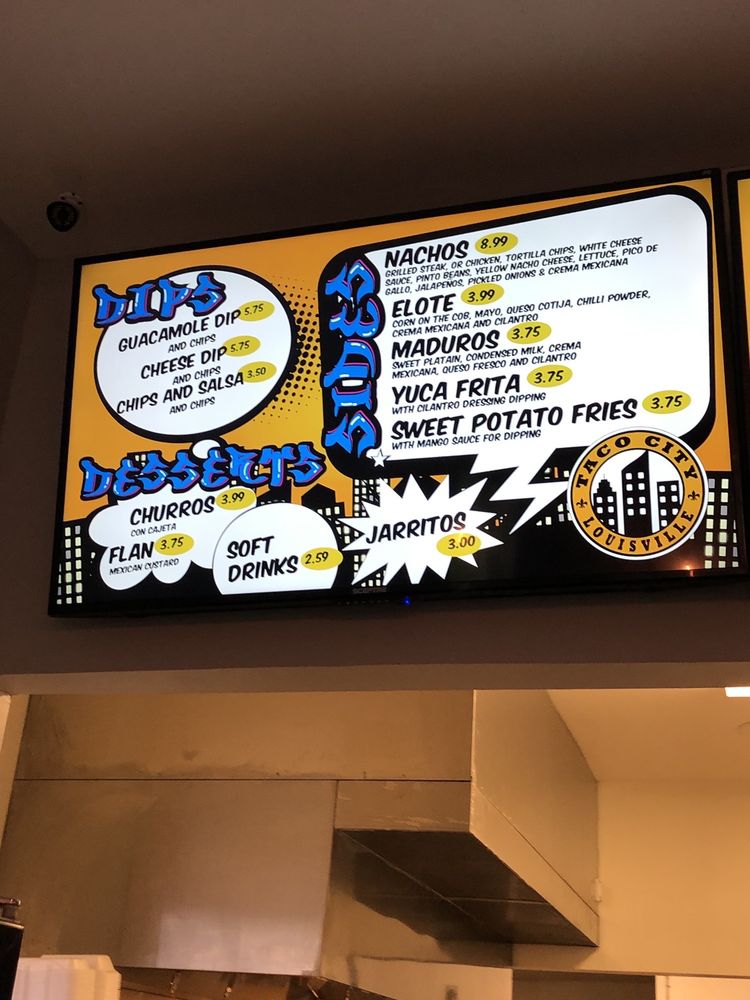 DIPS
GUACAMOLE DIP 5.75
AND CHIPS
CHEESE DIP 5.75
AND CHIPS
CHIPS AND SALSA 3.50
AND CHIPS
SIDES
NACHOS 8.99
GRILLED STEAK, OR CHICKEN, TORTILLA CHIPS, WHITE CHEESE
SAUCE, PINTO BEANS, YELLOW NACHO CHEESE, LETTUCE, PICO DE
GALLO, JALAPEÑOS, PICKLED ONIONS & CREMA MEXICANA
ELOTE 3.99
CORN ON THE COB, MAYO, QUESO COTIJA, CHILLI POWDER,
CREMA MEXICANA AND CILANTRO
MADUROS 3.75
SWEET PLATAIN, CONDENSED MILK, CREMA
MEXICANA, QUESO FRESCO AND CILANTRO
YUCA FRITA 3.75
WITH CILANTRO DRESSING DIPPING
SWEET POTATO FRIES 3.75
WITH MANGO SAUCE FOR DIPPING
DESSERTS
CHURROS 3.99
CON CAJETA
FLAN 3.75
MEXICAN CUSTARD
SOFT
DRINKS 2.59
JARRITOS
3.00
TACO CITY
LOUISVILLE